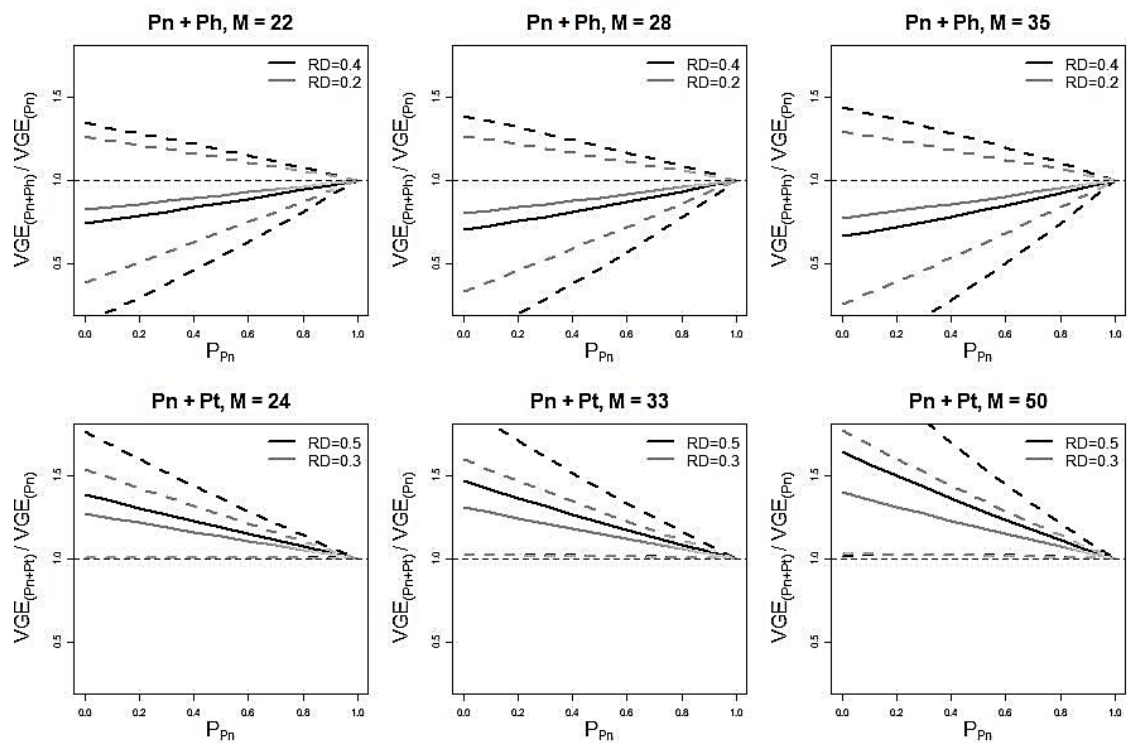 Pn + Ph, M = 22
VGE(Pn+Ph) / VGE(Pn)
1.5
1.0
0.5
RD=0.4
RD=0.2
0.0 0.2 0.4 0.6 0.8 1.0
PPn
Pn + Ph, M = 28
VGE(Pn+Ph) / VGE(Pn)
1.5
1.0
0.5
RD=0.4
RD=0.2
0.0 0.2 0.4 0.6 0.8 1.0
PPn
Pn + Ph, M = 35
VGE(Pn+Ph) / VGE(Pn)
1.5
1.0
0.5
RD=0.4
RD=0.2
0.0 0.2 0.4 0.6 0.8 1.0
PPn
Pn + Pt, M = 24
VGE(Pn+Pt) / VGE(Pn)
1.5
1.0
0.5
RD=0.5
RD=0.3
0.0 0.2 0.4 0.6 0.8 1.0
PPn
Pn + Pt, M = 33
VGE(Pn+Pt) / VGE(Pn)
1.5
1.0
0.5
RD=0.5
RD=0.3
0.0 0.2 0.4 0.6 0.8 1.0
PPn
Pn + Pt, M = 50
VGE(Pn+Pt) / VGE(Pn)
1.5
1.0
0.5
RD=0.5
RD=0.3
0.0 0.2 0.4 0.6 0.8 1.0
PPn